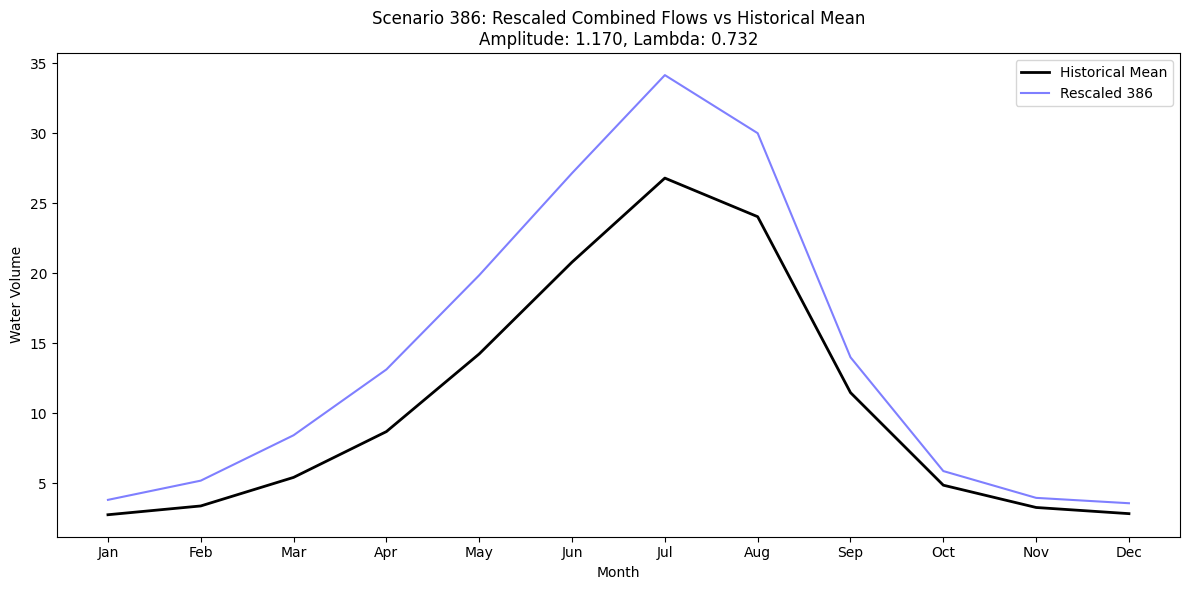 Scenario 386: Rescaled Combined Flows vs Historical Mean
Amplitude: 1.170, Lambda: 0.732
Historical Mean
Rescaled 386
Water Volume
35
30
25
20
15
10
5
Jan Feb Mar Apr May Jun Jul Aug Sep Oct Nov Dec
Month